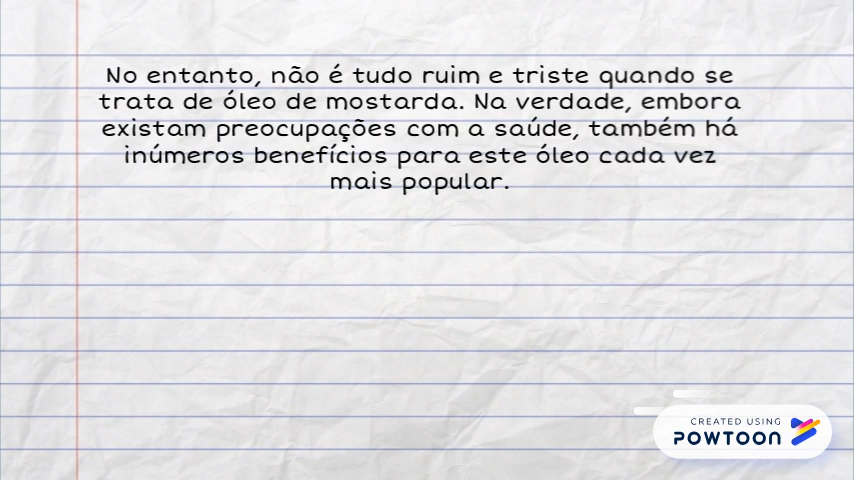 No entanto, não é tudo ruim e triste quando se
trata de óleo de mostarda. Na verdade, embora
existam preocupações com a saúde, também há
inúmeros benefícios para este óleo cada vez
mais popular.
CREATED USING
POWTOON